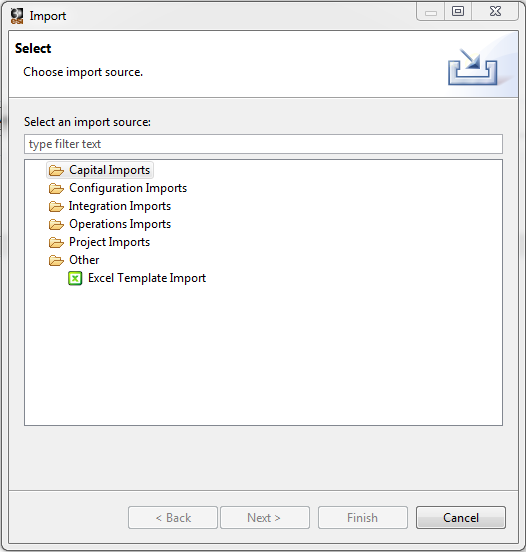 Import
Select
Choose import source.
Select an import source:
type filter text
Capital Imports
Configuration Imports
Integration Imports
Operations Imports
Project Imports
Other
Excel Template Import
< Back
Next >
Finish
Cancel